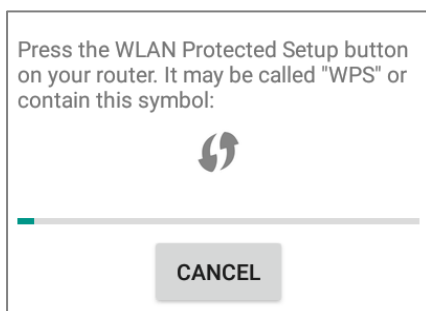 Press the WLAN Protected Setup button
on your router. It may be called "WPS" or
contain this symbol:
CANCEL